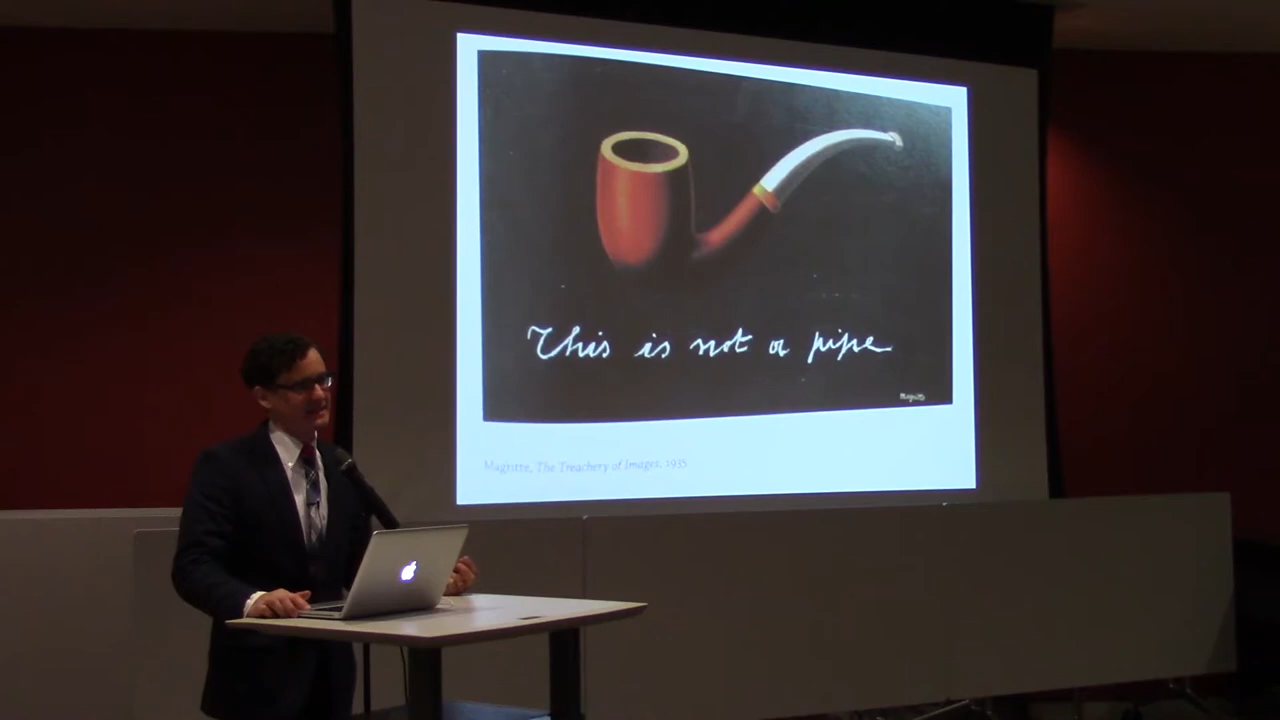 This is not a pipe
Magritte
Magritte, The Treachery of Images, 1935